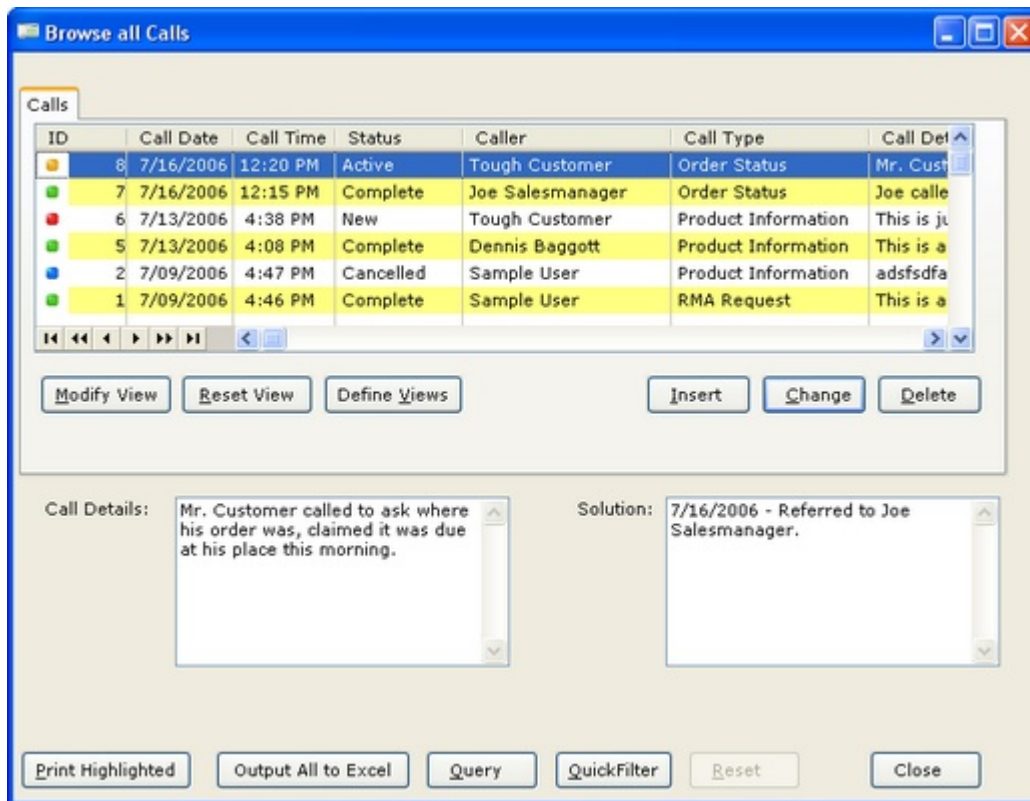 Browse all Calls
Calls
ID Call Date Call Time Status Caller Call Type Call Det
8 7/16/2006 12:20 PM Active Tough Customer Order Status Mr. Cust
7 7/16/2006 12:15 PM Complete Joe Salesmanager Order Status Joe calle
6 7/13/2006 4:38 PM New Tough Customer Product Information This is ju
5 7/13/2006 4:08 PM Complete Dennis Baggott Product Information This is a
2 7/09/2006 4:47 PM Cancelled Sample User Product Information adsfsdfa
1 7/09/2006 4:46 PM Complete Sample User RMA Request This is a
Modify View Reset View Define Views Insert Change Delete
Call Details:
Mr. Customer called to ask where
his order was, claimed it was due
at his place this morning.
Solution:
7/16/2006 - Referred to Joe
Salesmanager.
Print Highlighted Output All to Excel Query QuickFilter Reset Close